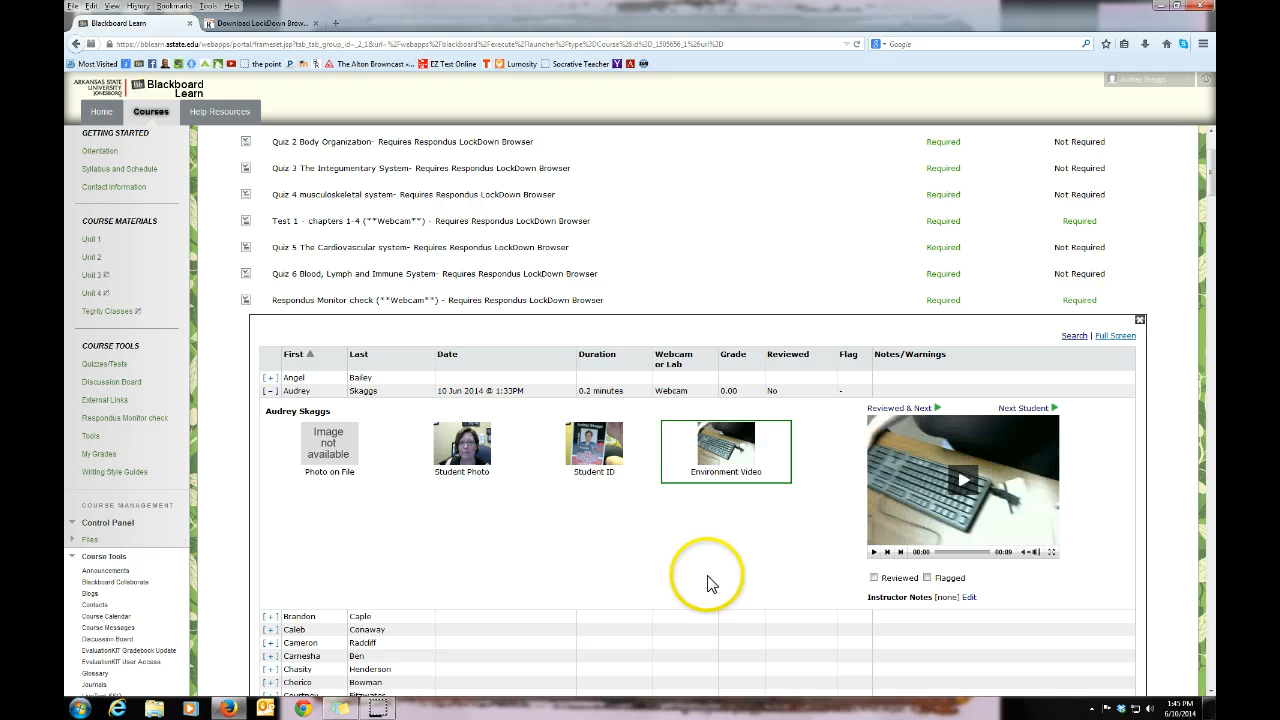 File Edit View History Bookmarks Tools Help
Blackboard Learn × Download LockDown Brow... × +
https://bblearn.astate.edu/webapps/portal/frameset.jsp?tab_tab_group_id=_2_1&url=%2Fwebapps%2Fblackboard%2Fexecute%2Flauncher%3Ftype%3DCourse%26id%3D_1505656_1%26url%3D Google
Most Visited the point The Alton Browncast -... EZ Test Online Lumosity Socrative Teacher
ARKANSAS STATE UNIVERSITY JONESBORO Bb Blackboard Learn Audrey Skaggs
Home Courses Help Resources
GETTING STARTED
Orientation
Syllabus and Schedule
Contact Information
COURSE MATERIALS
Unit 1
Unit 2
Unit 3
Unit 4
Tegrity Classes
COURSE TOOLS
Quizzes/Tests
Discussion Board
External Links
Respondus Monitor check
Tools
My Grades
Writing Style Guides
COURSE MANAGEMENT
Control Panel
Files
Course Tools
Announcements
Blackboard Collaborate
Blogs
Contacts
Course Calendar
Course Messages
Discussion Board
EvaluationKIT Gradebook Update
EvaluationKIT User Access
Glossary
Journals
Quiz 2 Body Organization- Requires Respondus LockDown Browser Required Not Required
Quiz 3 The Integumentary System- Requires Respondus LockDown Browser Required Not Required
Quiz 4 musculoskeletal system- Requires Respondus LockDown Browser Required Not Required
Test 1 - chapters 1-4 (**Webcam**) - Requires Respondus LockDown Browser Required Required
Quiz 5 The Cardiovascular system- Requires Respondus LockDown Browser Required Not Required
Quiz 6 Blood, Lymph and Immune System- Requires Respondus LockDown Browser Required Not Required
Respondus Monitor check (**Webcam**) - Requires Respondus LockDown Browser Required Required
Search | Full Screen
First Last Date Duration Webcam or Lab Grade Reviewed Flag Notes/Warnings
[+] Angel Bailey
[−] Audrey Skaggs 10 Jun 2014 @ 1:33PM 0.2 minutes Webcam 0.00 No -
Audrey Skaggs Reviewed & Next Next Student
Image not available
Photo on File Student Photo Student ID Environment Video
00:00 00:09
Reviewed Flagged
Instructor Notes [none] Edit
[+] Brandon Caple
[+] Caleb Conaway
[+] Cameron Radcliff
[+] Carnesha Ben
[+] Chasity Henderson
[+] Cherico Bowman
1:45 PM
6/10/2014